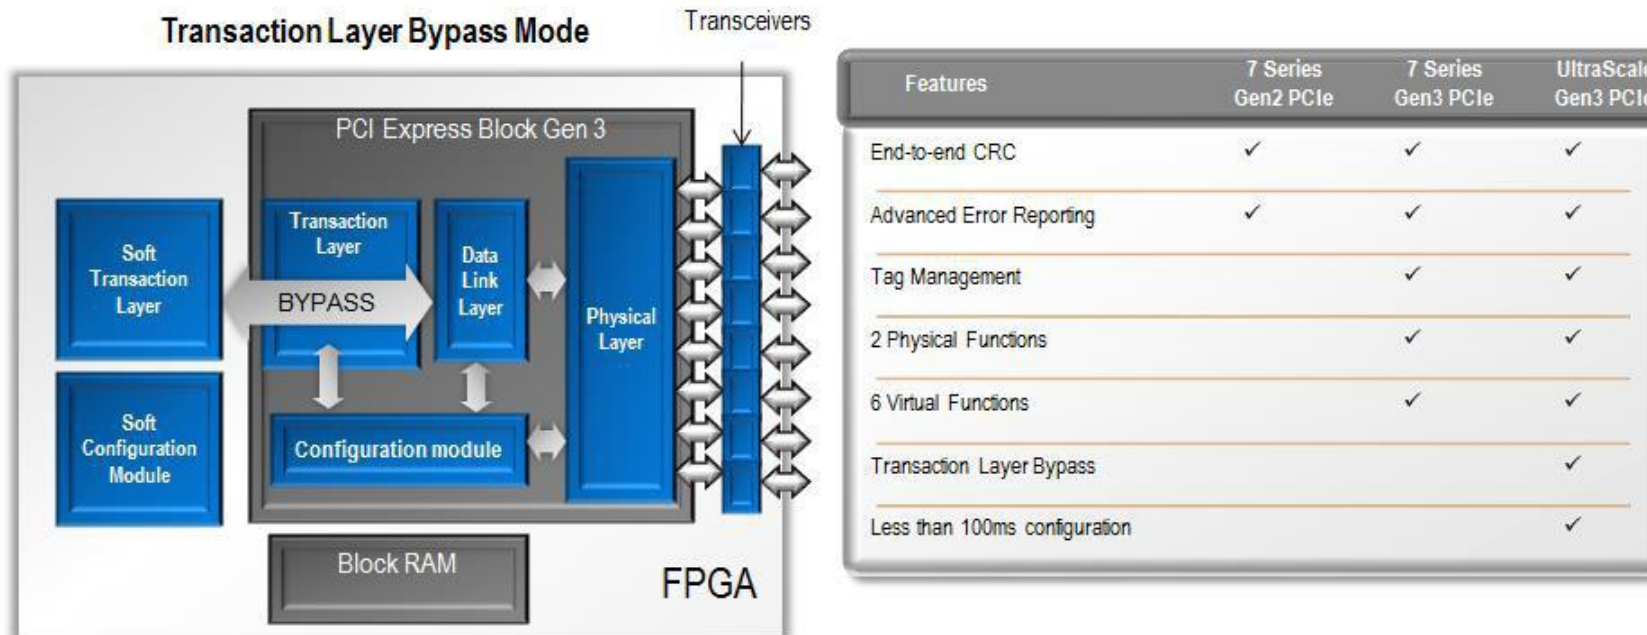 Transaction Layer Bypass Mode
Transceivers
PCI Express Block Gen 3
Soft
Transaction
Layer
Transaction
Layer
BYPASS
Data
Link
Layer
Physical
Layer
Soft
Configuration
Module
Configuration module
Block RAM
FPGA
Features
7 Series
Gen2 PCIe
7 Series
Gen3 PCIe
UltraScale
Gen3 PCIe
End-to-end CRC ✓ ✓ ✓
Advanced Error Reporting ✓ ✓ ✓
Tag Management ✓ ✓
2 Physical Functions ✓ ✓
6 Virtual Functions ✓ ✓
Transaction Layer Bypass ✓
Less than 100ms configuration ✓